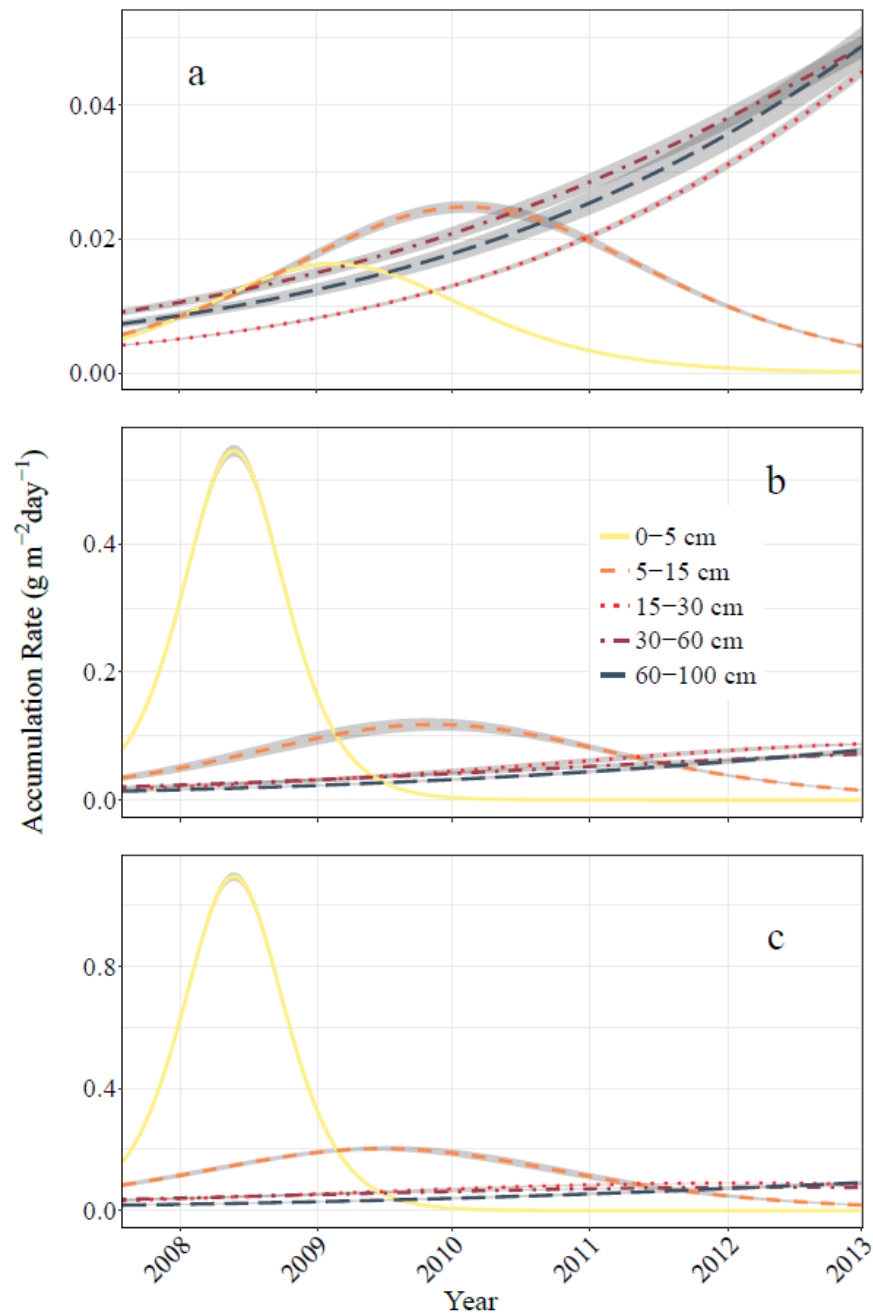 a
0.04
0.02
0.00
b
0.4
0.2
0.0
0−5 cm
5−15 cm
15−30 cm
30−60 cm
60−100 cm
Accumulation Rate (g m⁻²day⁻¹)
c
0.8
0.4
0.0
2008 2009 2010 2011 2012 2013
Year